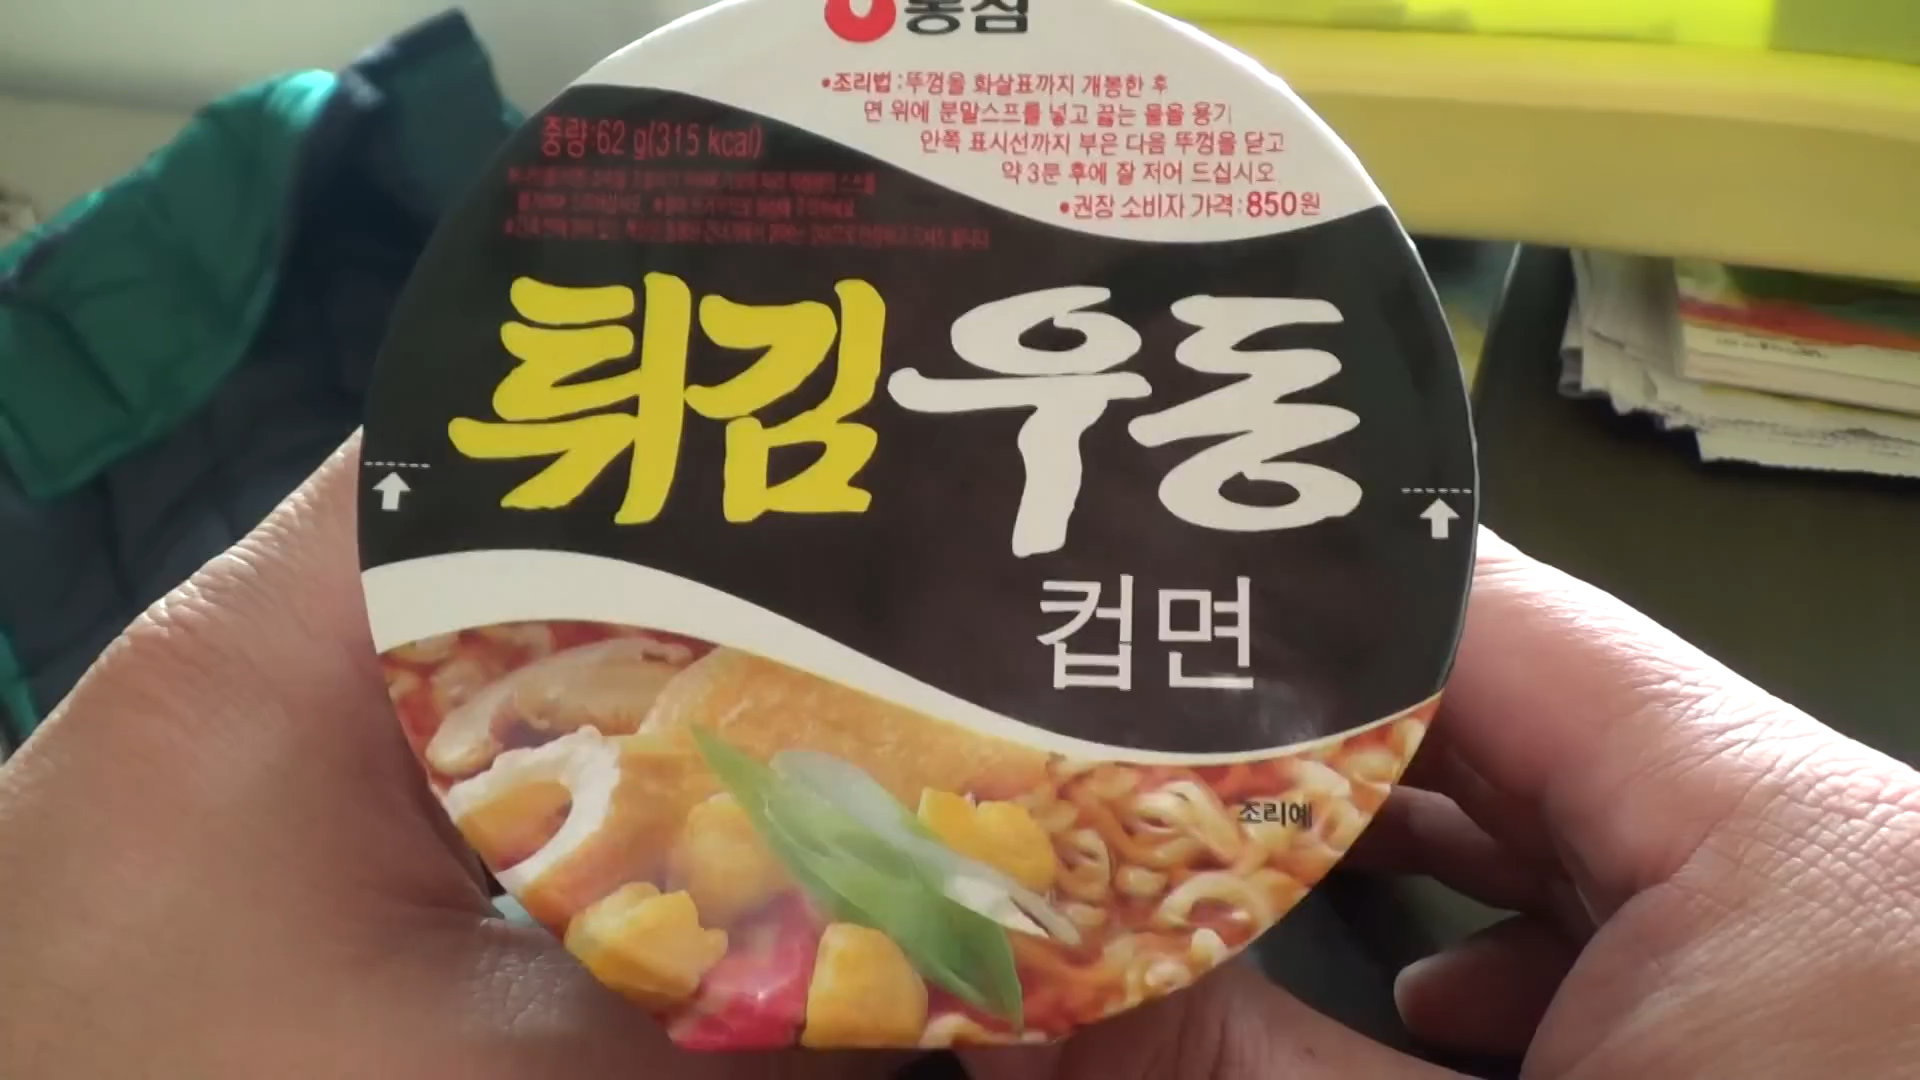 농심
•조리법 : 뚜껑을 화살표까지 개봉한 후
면 위에 분말스프를 넣고 끓는 물을 용기
안쪽 표시선까지 부은 다음 뚜껑을 닫고
약 3분 후에 잘 저어 드십시오
•권장 소비자 가격 : 850원
중량 62 g(315 kcal)
튀김우동
컵면
조리예